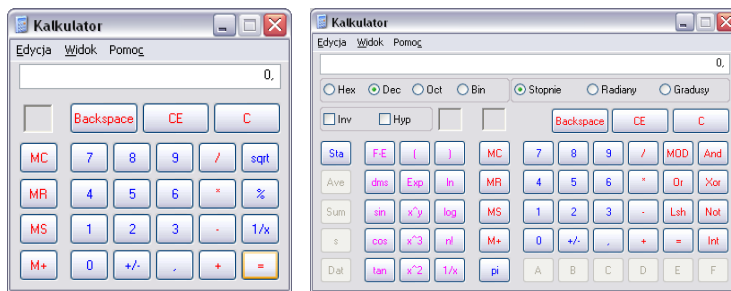 Kalkulator
Edycja Widok Pomoc
0,
Backspace CE C
MC 7 8 9 / sqrt
MR 4 5 6 * %
MS 1 2 3 - 1/x
M+ 0 +/- , + =
Kalkulator
Edycja Widok Pomoc
0,
Hex Dec Oct Bin Stopnie Radiany Gradusy
Inv Hyp Backspace CE C
Sta F-E ( ) MC 7 8 9 / MOD And
Ave dms Exp ln MR 4 5 6 * Or Xor
Sum sin x^y log MS 1 2 3 - Lsh Not
s cos x^3 n! M+ 0 +/- , + = Int
Dat tan x^2 1/x pi A B C D E F